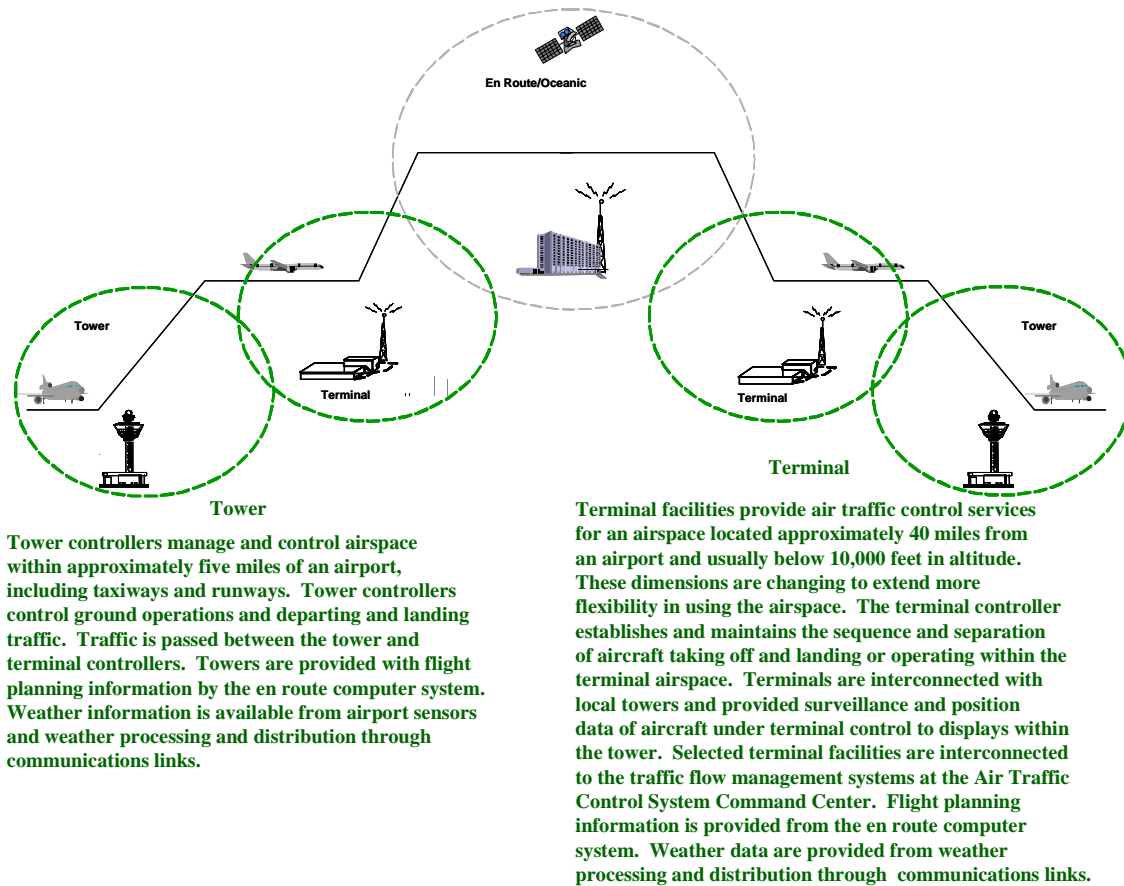 En Route/Oceanic
Tower
Terminal
Terminal
Tower
Tower
Tower controllers manage and control airspace
within approximately five miles of an airport,
including taxiways and runways.  Tower controllers
control ground operations and departing and landing
traffic.  Traffic is passed between the tower and
terminal controllers.  Towers are provided with flight
planning information by the en route computer system.
Weather information is available from airport sensors
and weather processing and distribution through
communications links.
Terminal
Terminal facilities provide air traffic control services
for an airspace located approximately 40 miles from
an airport and usually below 10,000 feet in altitude.
These dimensions are changing to extend more
flexibility in using the airspace.  The terminal controller
establishes and maintains the sequence and separation
of aircraft taking off and landing or operating within the
terminal airspace.  Terminals are interconnected with
local towers and provided surveillance and position
data of aircraft under terminal control to displays within
the tower.  Selected terminal facilities are interconnected
to the traffic flow management systems at the Air Traffic
Control System Command Center.  Flight planning
information is provided from the en route computer
system.  Weather data are provided from weather
processing and distribution through  communications links.